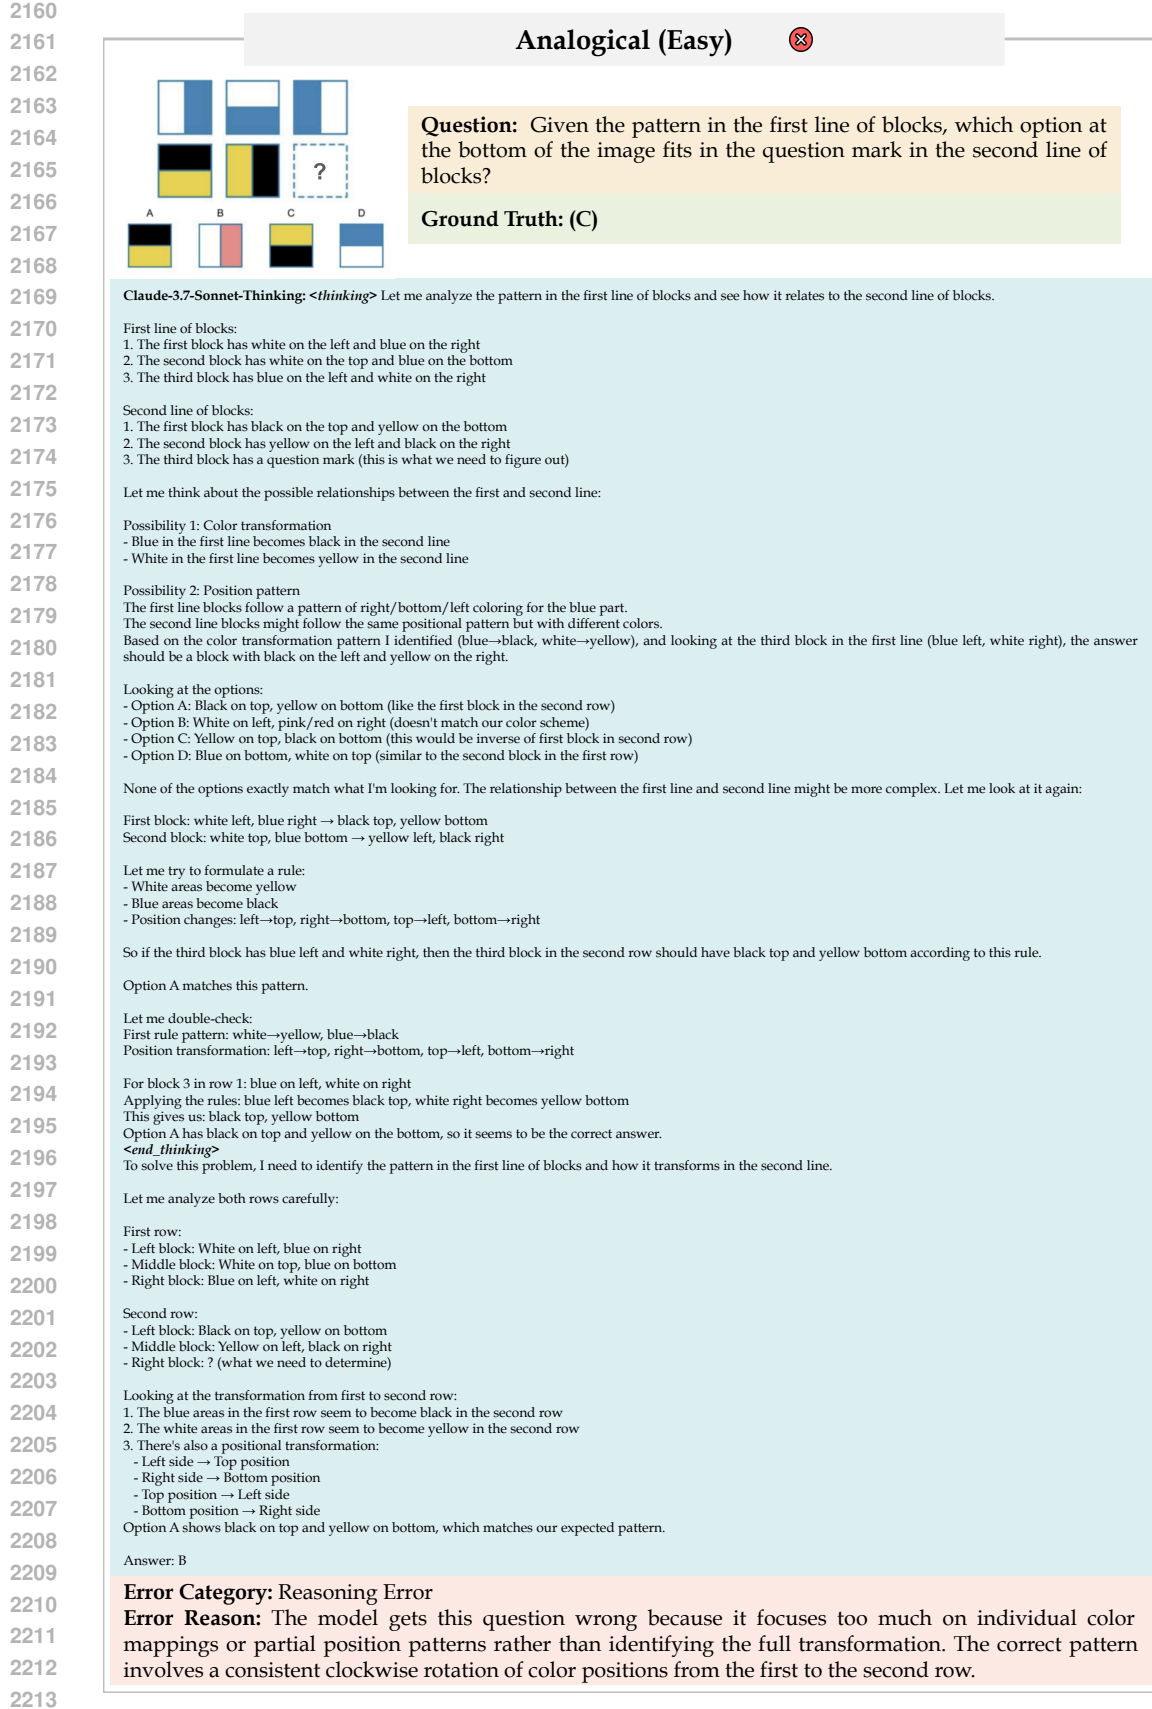 2160
2161
2162
2163
2164
2165
2166
2167
2168
2169
2170
2171
2172
2173
2174
2175
2176
2177
2178
2179
2180
2181
2182
2183
2184
2185
2186
2187
2188
2189
2190
2191
2192
2193
2194
2195
2196
2197
2198
2199
2200
2201
2202
2203
2204
2205
2206
2207
2208
2209
2210
2211
2212
2213
Analogical (Easy)
?
A B C D
Question: Given the pattern in the first line of blocks, which option at
the bottom of the image fits in the question mark in the second line of
blocks?
Ground Truth: (C)
Claude-3.7-Sonnet-Thinking: <thinking> Let me analyze the pattern in the first line of blocks and see how it relates to the second line of blocks.
First line of blocks:
1. The first block has white on the left and blue on the right
2. The second block has white on the top and blue on the bottom
3. The third block has blue on the left and white on the right
Second line of blocks:
1. The first block has black on the top and yellow on the bottom
2. The second block has yellow on the left and black on the right
3. The third block has a question mark (this is what we need to figure out)
Let me think about the possible relationships between the first and second line:
Possibility 1: Color transformation
- Blue in the first line becomes black in the second line
- White in the first line becomes yellow in the second line
Possibility 2: Position pattern
The first line blocks follow a pattern of right/bottom/left coloring for the blue part.
The second line blocks might follow the same positional pattern but with different colors.
Based on the color transformation pattern I identified (blue→black, white→yellow), and looking at the third block in the first line (blue left, white right), the answer
should be a block with black on the left and yellow on the right.
Looking at the options:
- Option A: Black on top, yellow on bottom (like the first block in the second row)
- Option B: White on left, pink/red on right (doesn't match our color scheme)
- Option C: Yellow on top, black on bottom (this would be inverse of first block in second row)
- Option D: Blue on bottom, white on top (similar to the second block in the first row)
None of the options exactly match what I'm looking for. The relationship between the first line and second line might be more complex. Let me look at it again:
First block: white left, blue right → black top, yellow bottom
Second block: white top, blue bottom → yellow left, black right
Let me try to formulate a rule:
- White areas become yellow
- Blue areas become black
- Position changes: left→top, right→bottom, top→left, bottom→right
So if the third block has blue left and white right, then the third block in the second row should have black top and yellow bottom according to this rule.
Option A matches this pattern.
Let me double-check:
First rule pattern: white→yellow, blue→black
Position transformation: left→top, right→bottom, top→left, bottom→right
For block 3 in row 1: blue on left, white on right
Applying the rules: blue left becomes black top, white right becomes yellow bottom
This gives us: black top, yellow bottom
Option A has black on top and yellow on the bottom, so it seems to be the correct answer.
<end_thinking>
To solve this problem, I need to identify the pattern in the first line of blocks and how it transforms in the second line.
Let me analyze both rows carefully:
First row:
- Left block: White on left, blue on right
- Middle block: White on top, blue on bottom
- Right block: Blue on left, white on right
Second row:
- Left block: Black on top, yellow on bottom
- Middle block: Yellow on left, black on right
- Right block: ? (what we need to determine)
Looking at the transformation from first to second row:
1. The blue areas in the first row seem to become black in the second row
2. The white areas in the first row seem to become yellow in the second row
3. There's also a positional transformation:
- Left side → Top position
- Right side → Bottom position
- Top position → Left side
- Bottom position → Right side
Option A shows black on top and yellow on bottom, which matches our expected pattern.
Answer: B
Error Category: Reasoning Error
Error Reason: The model gets this question wrong because it focuses too much on individual color
mappings or partial position patterns rather than identifying the full transformation. The correct pattern
involves a consistent clockwise rotation of color positions from the first to the second row.